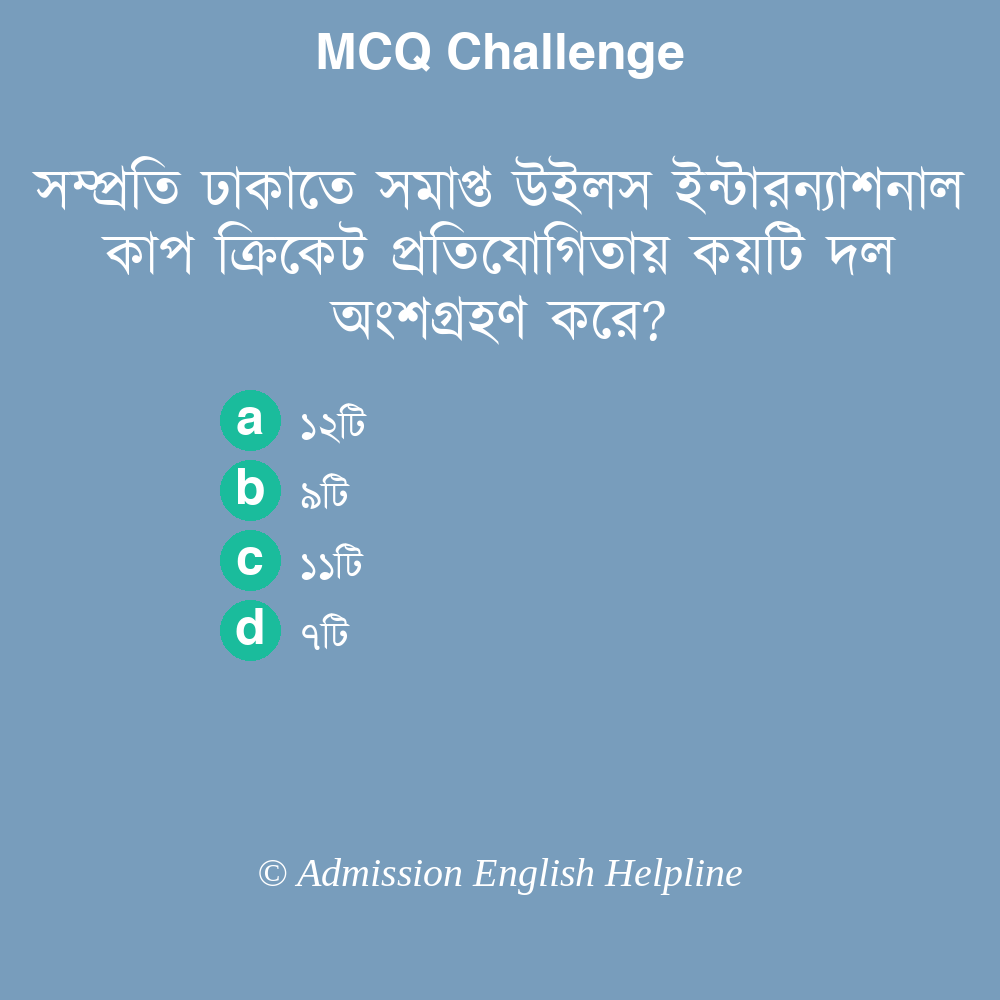 MCQ Challenge
সম্প্রতি ঢাকাতে সমাপ্ত উইলস ইন্টারন্যাশনাল
কাপ ক্রিকেট প্রতিযোগিতায় কয়টি দল
অংশগ্রহণ করে?
a ১২টি
b ৯টি
c ১১টি
d ৭টি
© Admission English Helpline